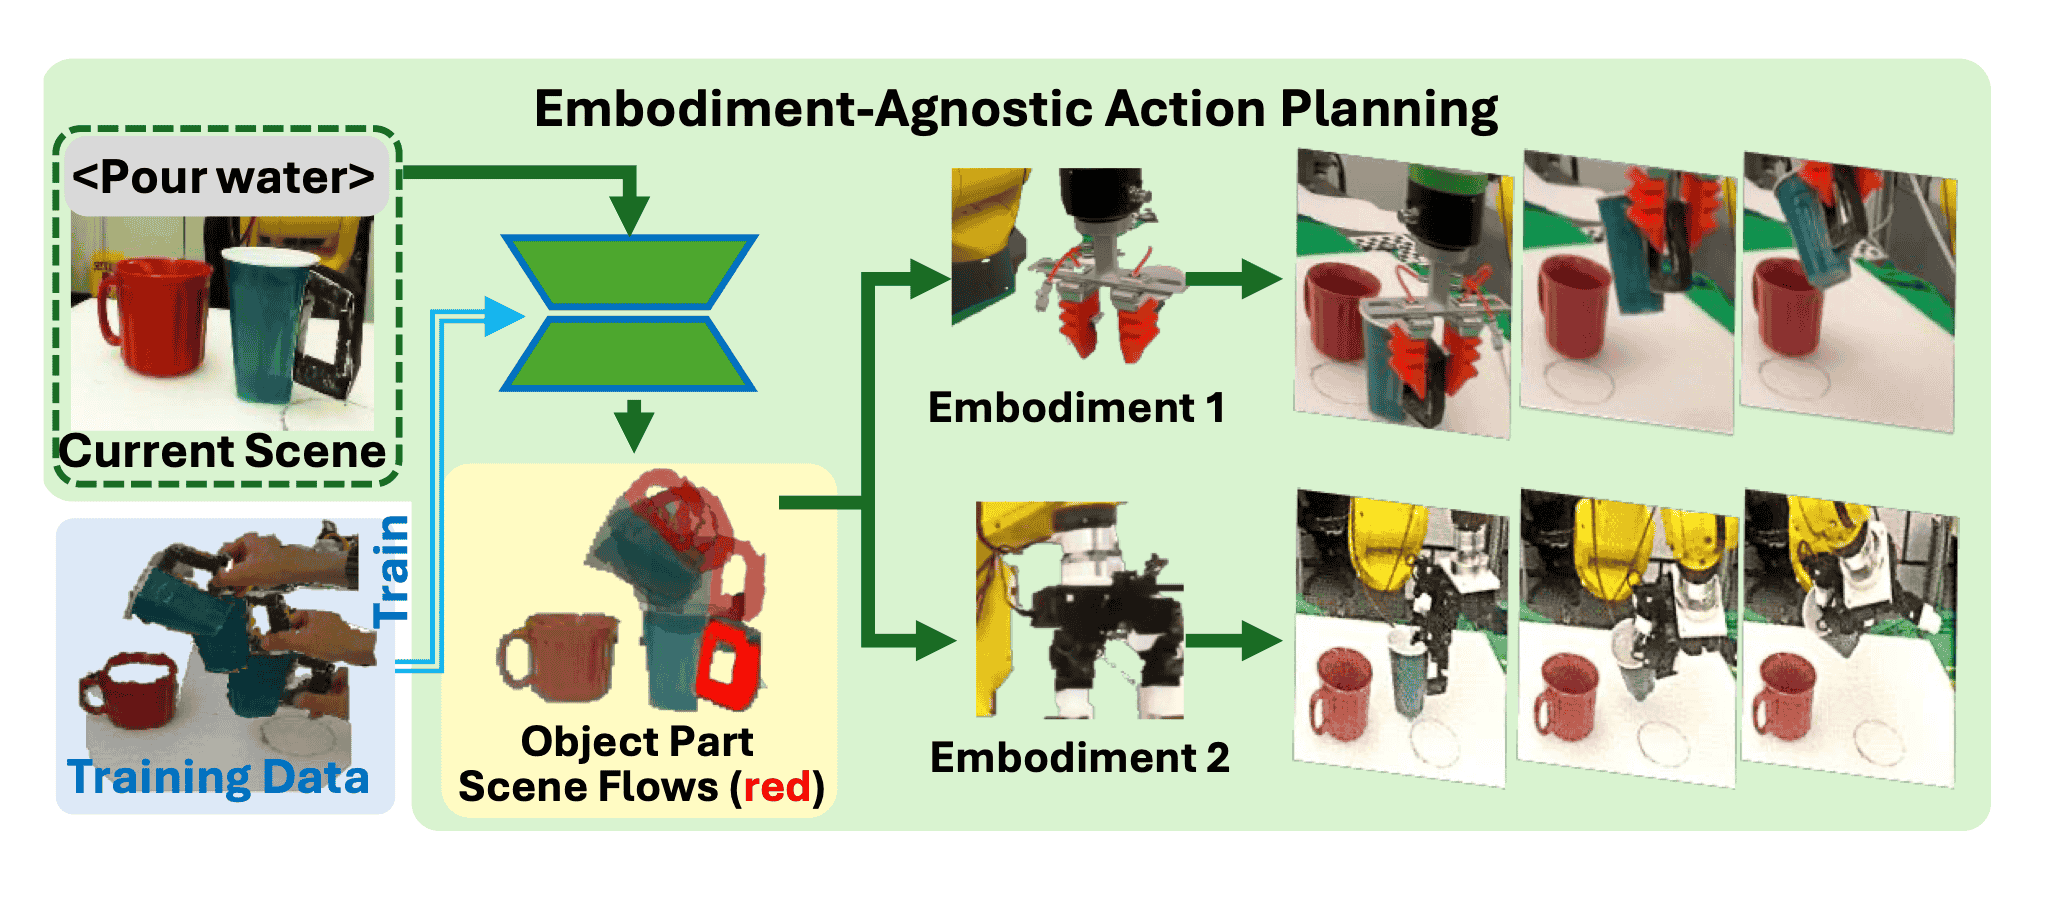 Embodiment-Agnostic Action Planning
<Pour water>
Current Scene
Train
Training Data
Object Part
Scene Flows (red)
Embodiment 1
Embodiment 2